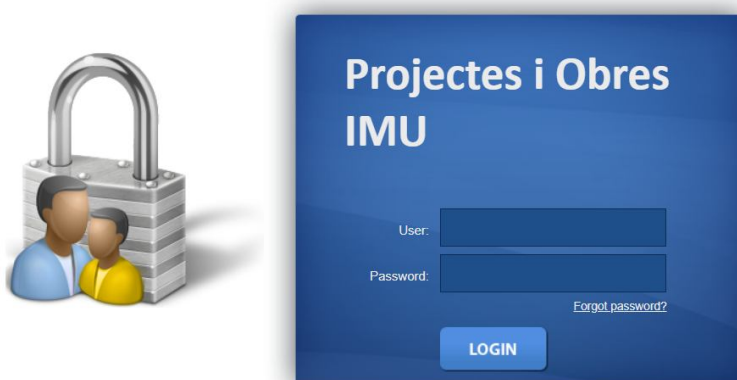 Projectes i Obres
IMU
User:
Password:
Forgot password?
LOGIN